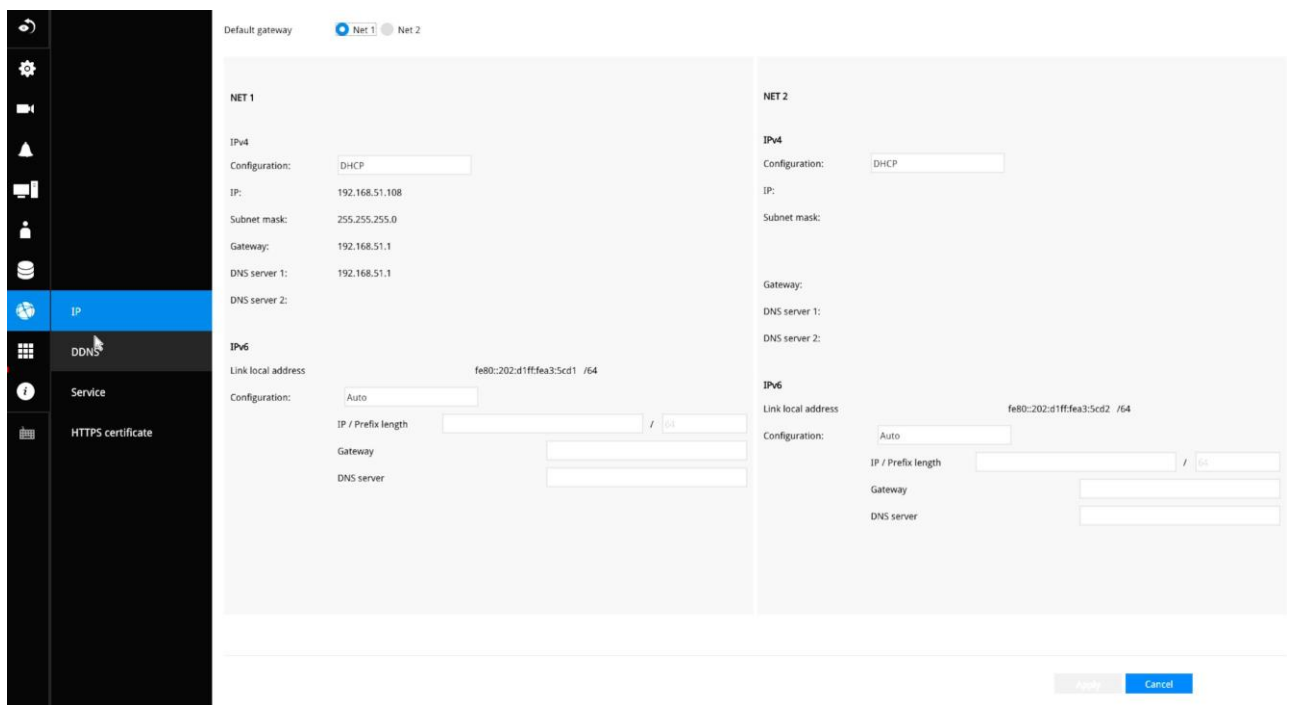 Default gateway Net 1 Net 2
NET 1
IPv4
Configuration: DHCP
IP: 192.168.51.108
Subnet mask: 255.255.255.0
Gateway: 192.168.51.1
DNS server 1: 192.168.51.1
DNS server 2:
IPv6
Link local address fe80::202:d1ff:fea3:5cd1 /64
Configuration: Auto
IP / Prefix length / 64
Gateway
DNS server
NET 2
IPv4
Configuration: DHCP
IP:
Subnet mask:
Gateway:
DNS server 1:
DNS server 2:
IPv6
Link local address fe80::202:d1ff:fea3:5cd2 /64
Configuration: Auto
IP / Prefix length / 64
Gateway
DNS server
IP
DDNS
Service
HTTPS certificate
Apply Cancel